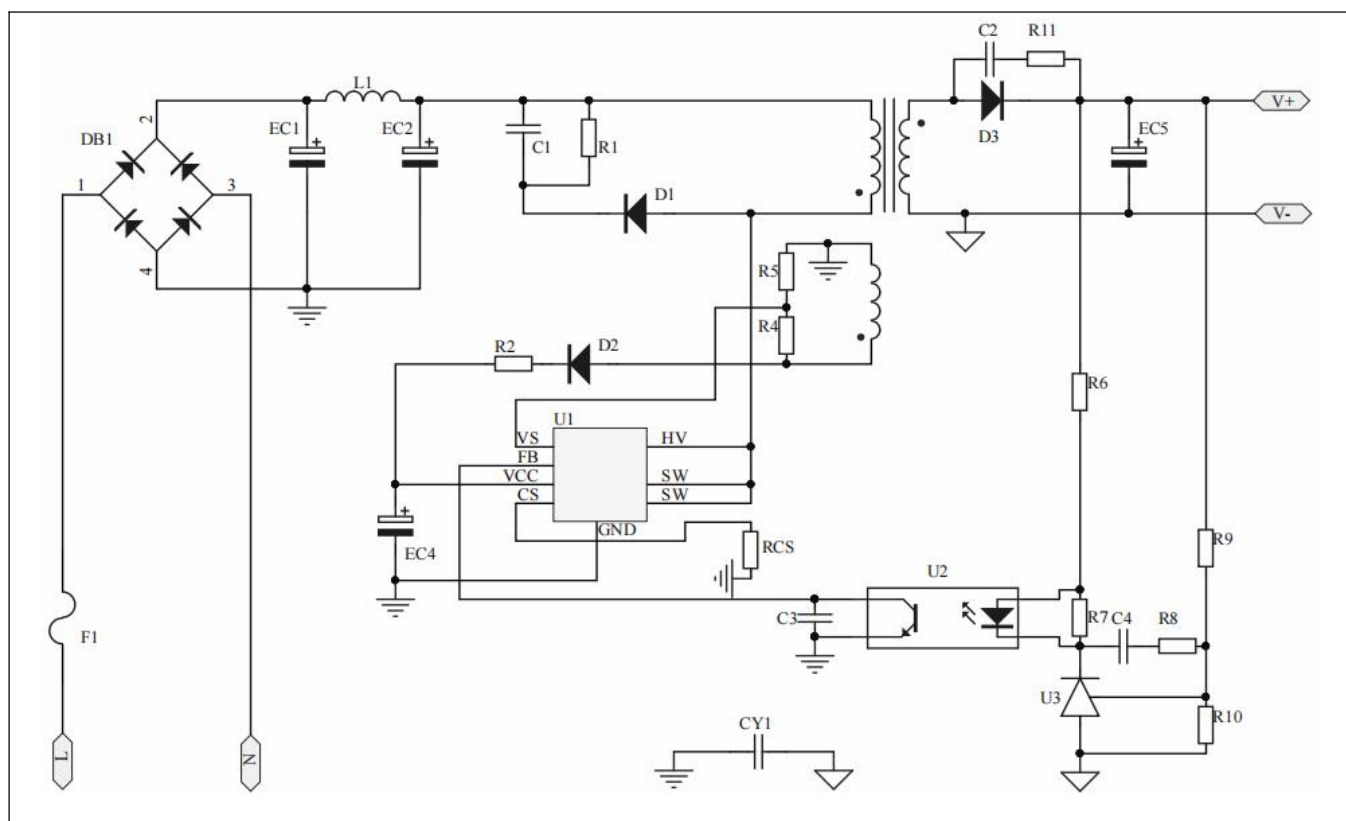 C2
R11
L1
V+
2
EC1
+
EC2
+
DB1
C1
R1
D3
EC5
+
1
3
D1
V-
4
R5
R4
R2
D2
R6
U1
VS
HV
FB
VCC
SW
CS
SW
GND
+
EC4
RCS
R9
U2
C3
R7
C4
R8
F1
U3
R10
CY1
L
N